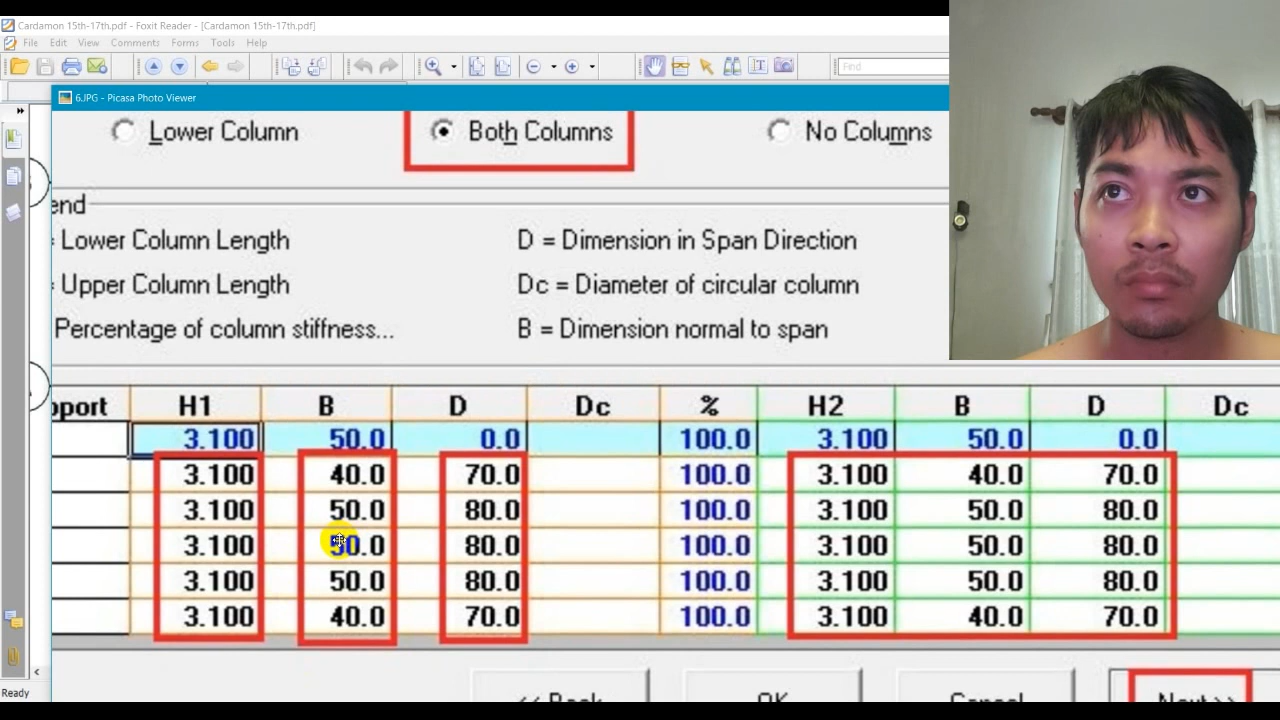 Cardamon 15th-17th.pdf - Foxit Reader - [Cardamon 15th-17th.pdf]
File Edit View Comments Forms Tools Help
Find
6.JPG - Picasa Photo Viewer
Lower Column Both Columns No Columns
end
= Lower Column Length D = Dimension in Span Direction
= Upper Column Length Dc = Diameter of circular column
Percentage of column stiffness... B = Dimension normal to span
pport H1 B D Dc % H2 B D Dc
3.100 50.0 0.0 100.0 3.100 50.0 0.0
3.100 40.0 70.0 100.0 3.100 40.0 70.0
3.100 50.0 80.0 100.0 3.100 50.0 80.0
3.100 50.0 80.0 100.0 3.100 50.0 80.0
3.100 50.0 80.0 100.0 3.100 50.0 80.0
3.100 40.0 70.0 100.0 3.100 40.0 70.0
<< Back OK Cancel Next >>
Ready